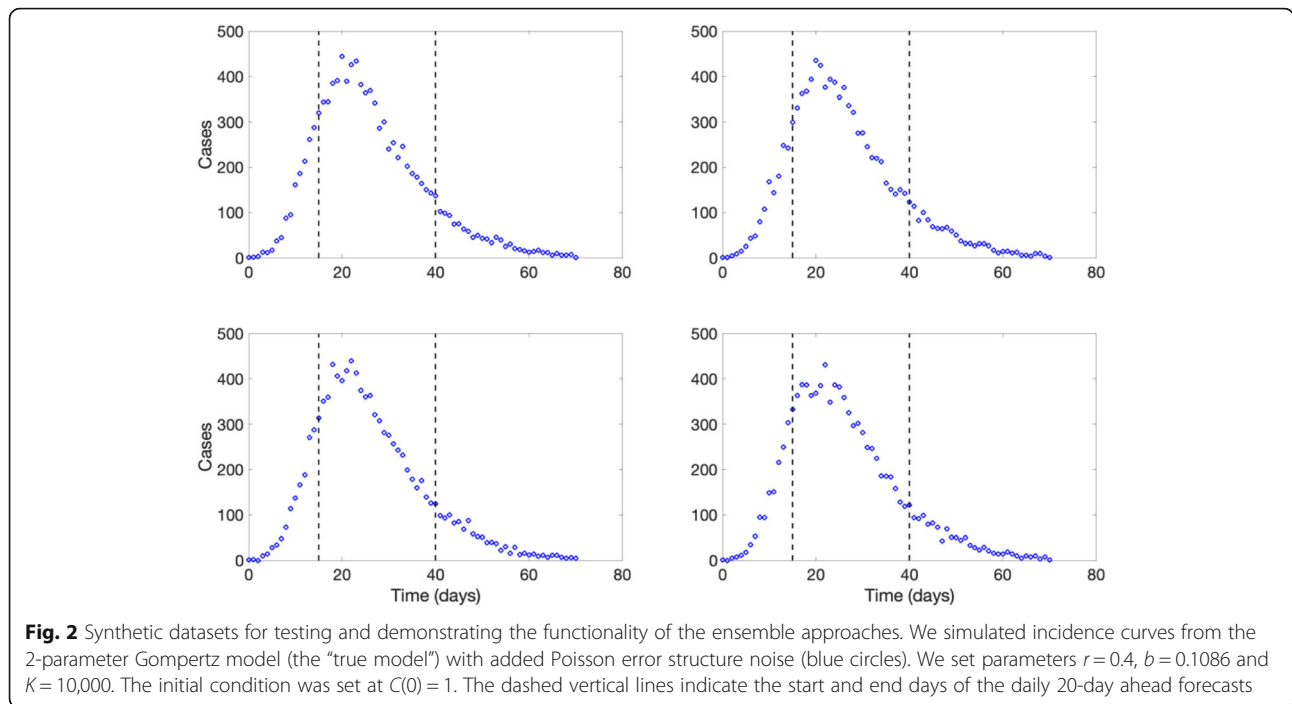 500
400
300
200
100
0
Cases
0 20 40 60 80
500
400
300
200
100
0
0 20 40 60 80
500
400
300
200
100
0
Cases
0 20 40 60 80
Time (days)
500
400
300
200
100
0
0 20 40 60 80
Time (days)
Fig. 2 Synthetic datasets for testing and demonstrating the functionality of the ensemble approaches. We simulated incidence curves from the
2-parameter Gompertz model (the “true model”) with added Poisson error structure noise (blue circles). We set parameters r = 0.4, b = 0.1086 and
K = 10,000. The initial condition was set at C(0) = 1. The dashed vertical lines indicate the start and end days of the daily 20-day ahead forecasts